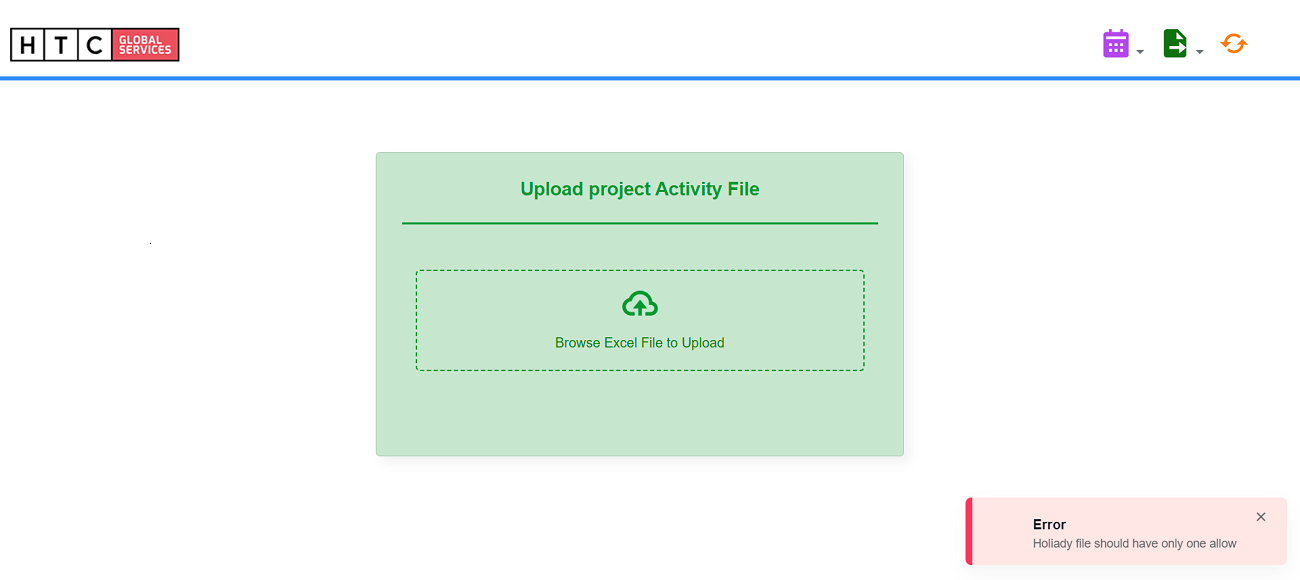 HTC GLOBAL
SERVICES
Upload project Activity File
Browse Excel File to Upload
Error
Holiady file should have only one allow